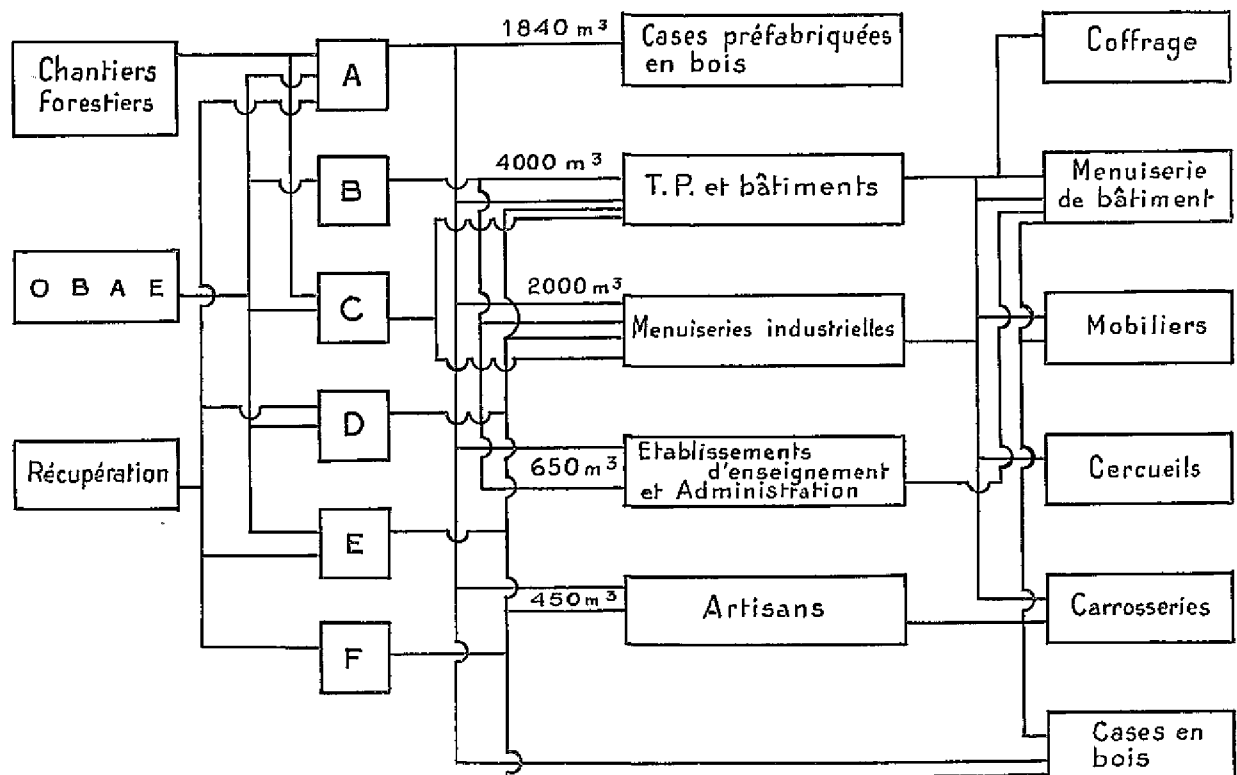 Chantiers
forestiers
O B A E
Récupération
A
B
C
D
E
F
1840 m³
4000 m³
2000 m³
650 m³
450 m³
Cases préfabriquées
en bois
T.P. et bâtiments
Menuiseries industrielles
Etablissements
d'enseignement
et Administration
Artisans
Coffrage
Menuiserie
de bâtiment
Mobiliers
Cercueils
Carrosseries
Cases en
bois